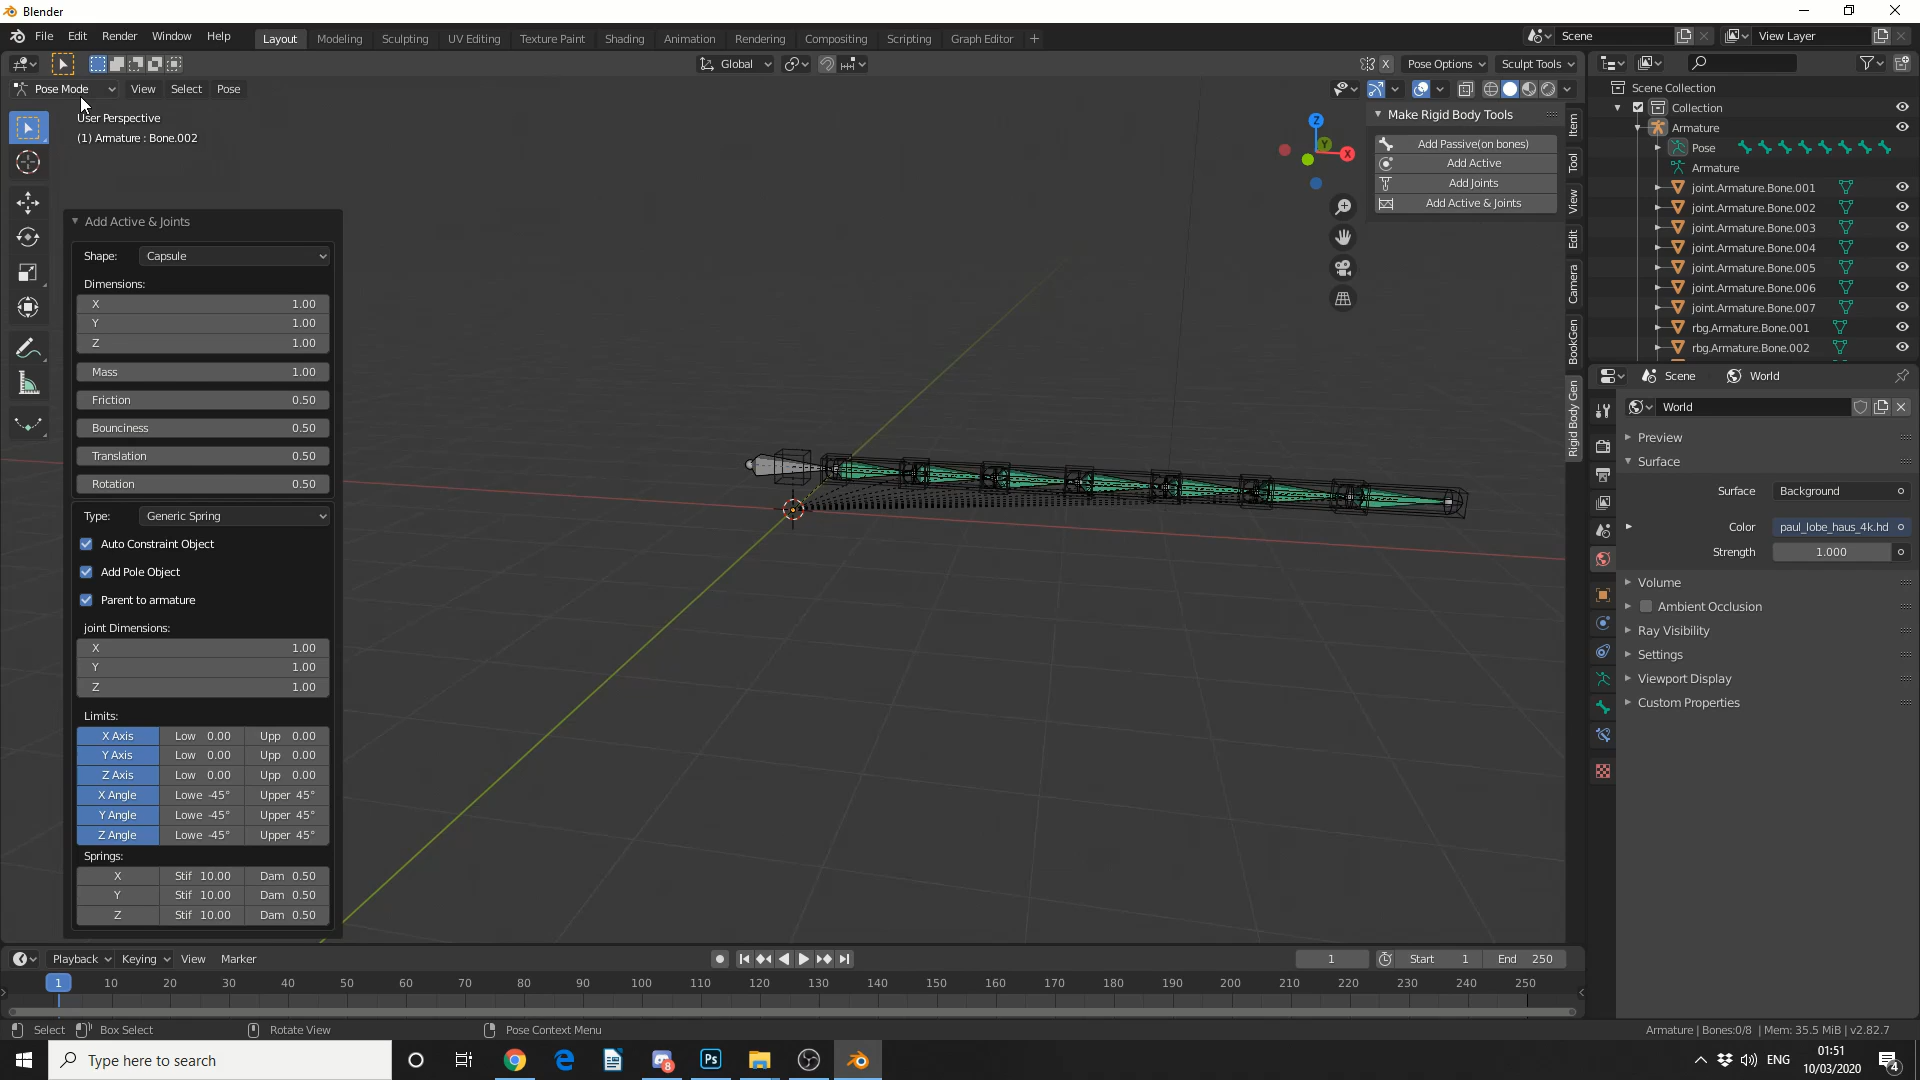 Blender
File Edit Render Window Help Layout Modeling Sculpting UV Editing Texture Paint Shading Animation Rendering Compositing Scripting Graph Editor + Scene View Layer
Global X Pose Options Sculpt Tools
Pose Mode View Select Pose
User Perspective
(1) Armature : Bone.002
Add Active & Joints
Shape: Capsule
Dimensions:
X 1.00
Y 1.00
Z 1.00
Mass 1.00
Friction 0.50
Bounciness 0.50
Translation 0.50
Rotation 0.50
Type: Generic Spring
Auto Constraint Object
Add Pole Object
Parent to armature
joint Dimensions:
X 1.00
Y 1.00
Z 1.00
Limits:
X Axis Low 0.00 Upp 0.00
Y Axis Low 0.00 Upp 0.00
Z Axis Low 0.00 Upp 0.00
X Angle Lowe -45° Upper 45°
Y Angle Lowe -45° Upper 45°
Z Angle Lowe -45° Upper 45°
Springs:
X Stif 10.00 Dam 0.50
Y Stif 10.00 Dam 0.50
Z Stif 10.00 Dam 0.50
Z
Y
X
Make Rigid Body Tools
Add Passive(on bones)
Add Active
Add Joints
Add Active & Joints
Item
Tool
View
Edit
Camera
BookGen
Rigid Body Gen
Scene Collection
Collection
Armature
Pose
Armature
joint.Armature.Bone.001
joint.Armature.Bone.002
joint.Armature.Bone.003
joint.Armature.Bone.004
joint.Armature.Bone.005
joint.Armature.Bone.006
joint.Armature.Bone.007
rbg.Armature.Bone.001
rbg.Armature.Bone.002
Scene World
World
Preview
Surface
Surface Background
Color paul_lobe_haus_4k.hd
Strength 1.000
Volume
Ambient Occlusion
Ray Visibility
Settings
Viewport Display
Custom Properties
Playback Keying View Marker 1 Start 1 End 250
1 10 20 30 40 50 60 70 80 90 100 110 120 130 140 150 160 170 180 190 200 210 220 230 240 250
Select Box Select Rotate View Pose Context Menu Armature | Bones:0/8 | Mem: 35.5 MiB | v2.82.7
Type here to search 8 Ps ENG 01:51
10/03/2020 4